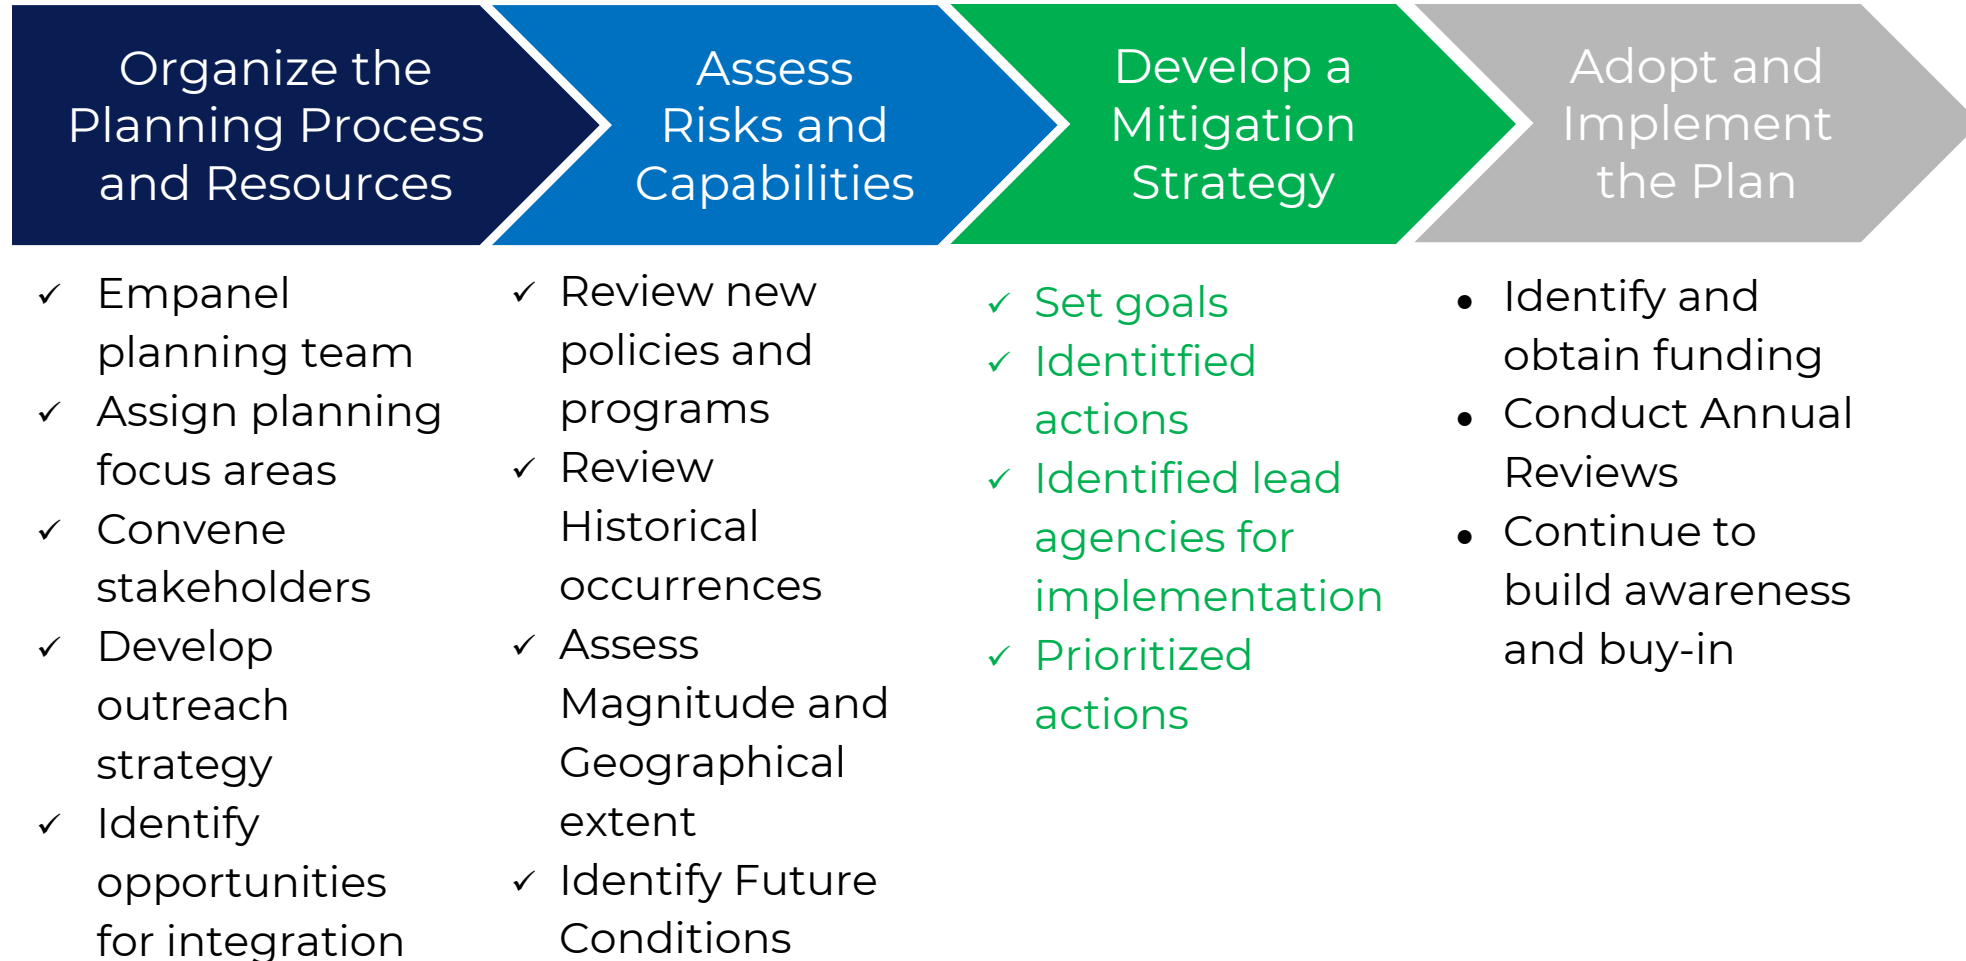 Organize the
Planning Process
and Resources
Assess
Risks and
Capabilities
Develop a
Mitigation
Strategy
Adopt and
Implement
the Plan
✓ Empanel
planning team
✓ Assign planning
focus areas
✓ Convene
stakeholders
✓ Develop
outreach
strategy
✓ Identify
opportunities
for integration
✓ Review new
policies and
programs
✓ Review
Historical
occurrences
✓ Assess
Magnitude and
Geographical
extent
✓ Identify Future
Conditions
✓ Set goals
✓ Identitfied
actions
✓ Identified lead
agencies for
implementation
✓ Prioritized
actions
• Identify and
obtain funding
• Conduct Annual
Reviews
• Continue to
build awareness
and buy-in